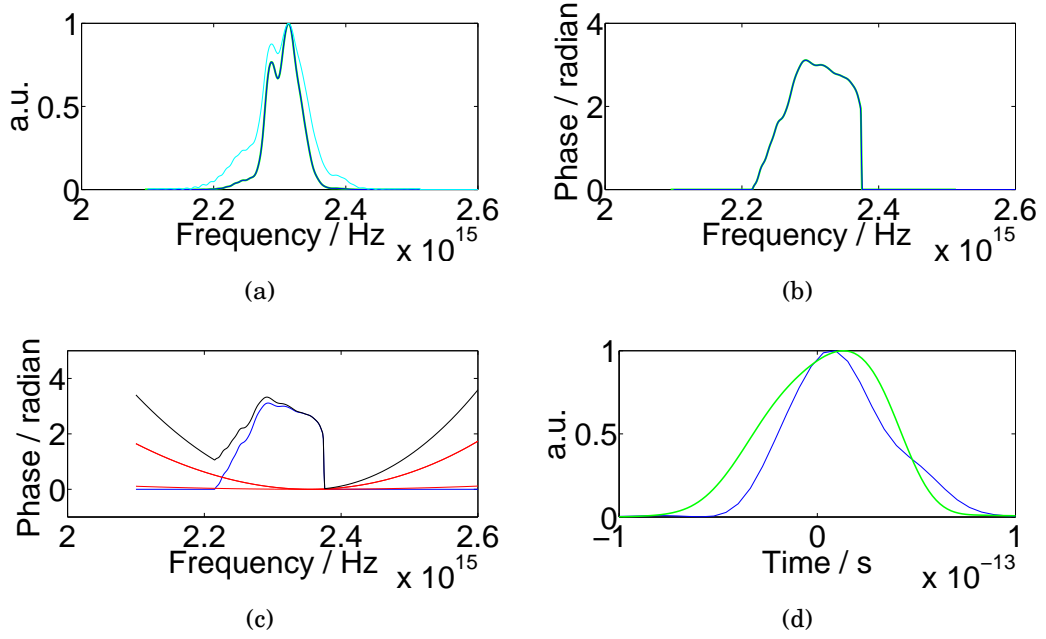 1
0.5
0
a.u.
2
2.2
2.4
2.6
Frequency / Hz
x 10^15
(a)
4
2
0
Phase / radian
2
2.2
2.4
2.6
Frequency / Hz
x 10^15
(b)
4
2
0
Phase / radian
2
2.2
2.4
2.6
Frequency / Hz
x 10^15
(c)
1
0.5
0
a.u.
−1
0
1
Time / s
x 10^−13
(d)